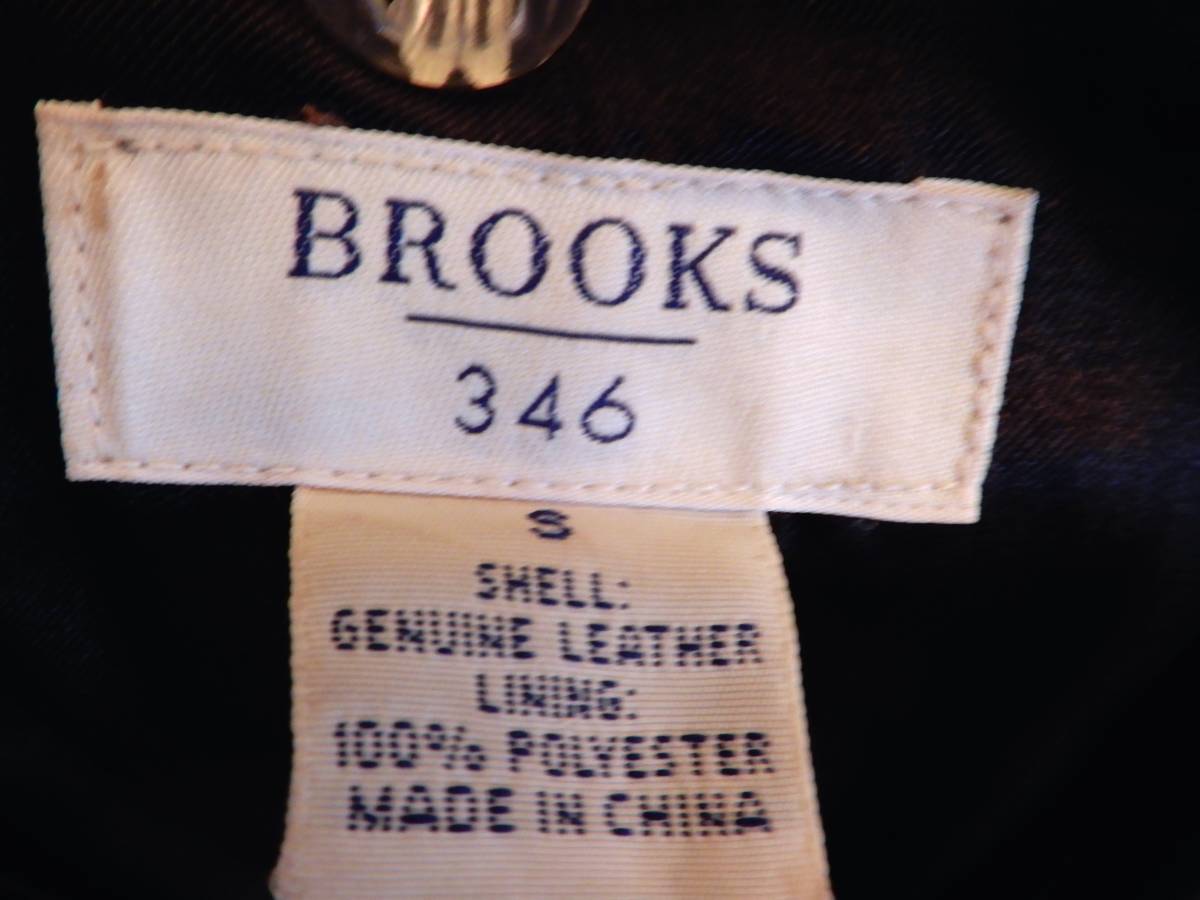 BROOKS
346
S
SHELL:
GENUINE LEATHER
LINING:
100% POLYESTER
MADE IN CHINA